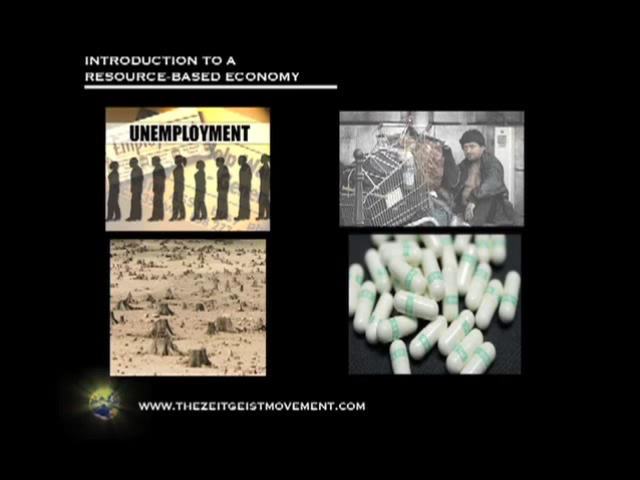 INTRODUCTION TO A
RESOURCE-BASED ECONOMY
UNEMPLOYMENT
WWW.THEZEITGEISTMOVEMENT.COM